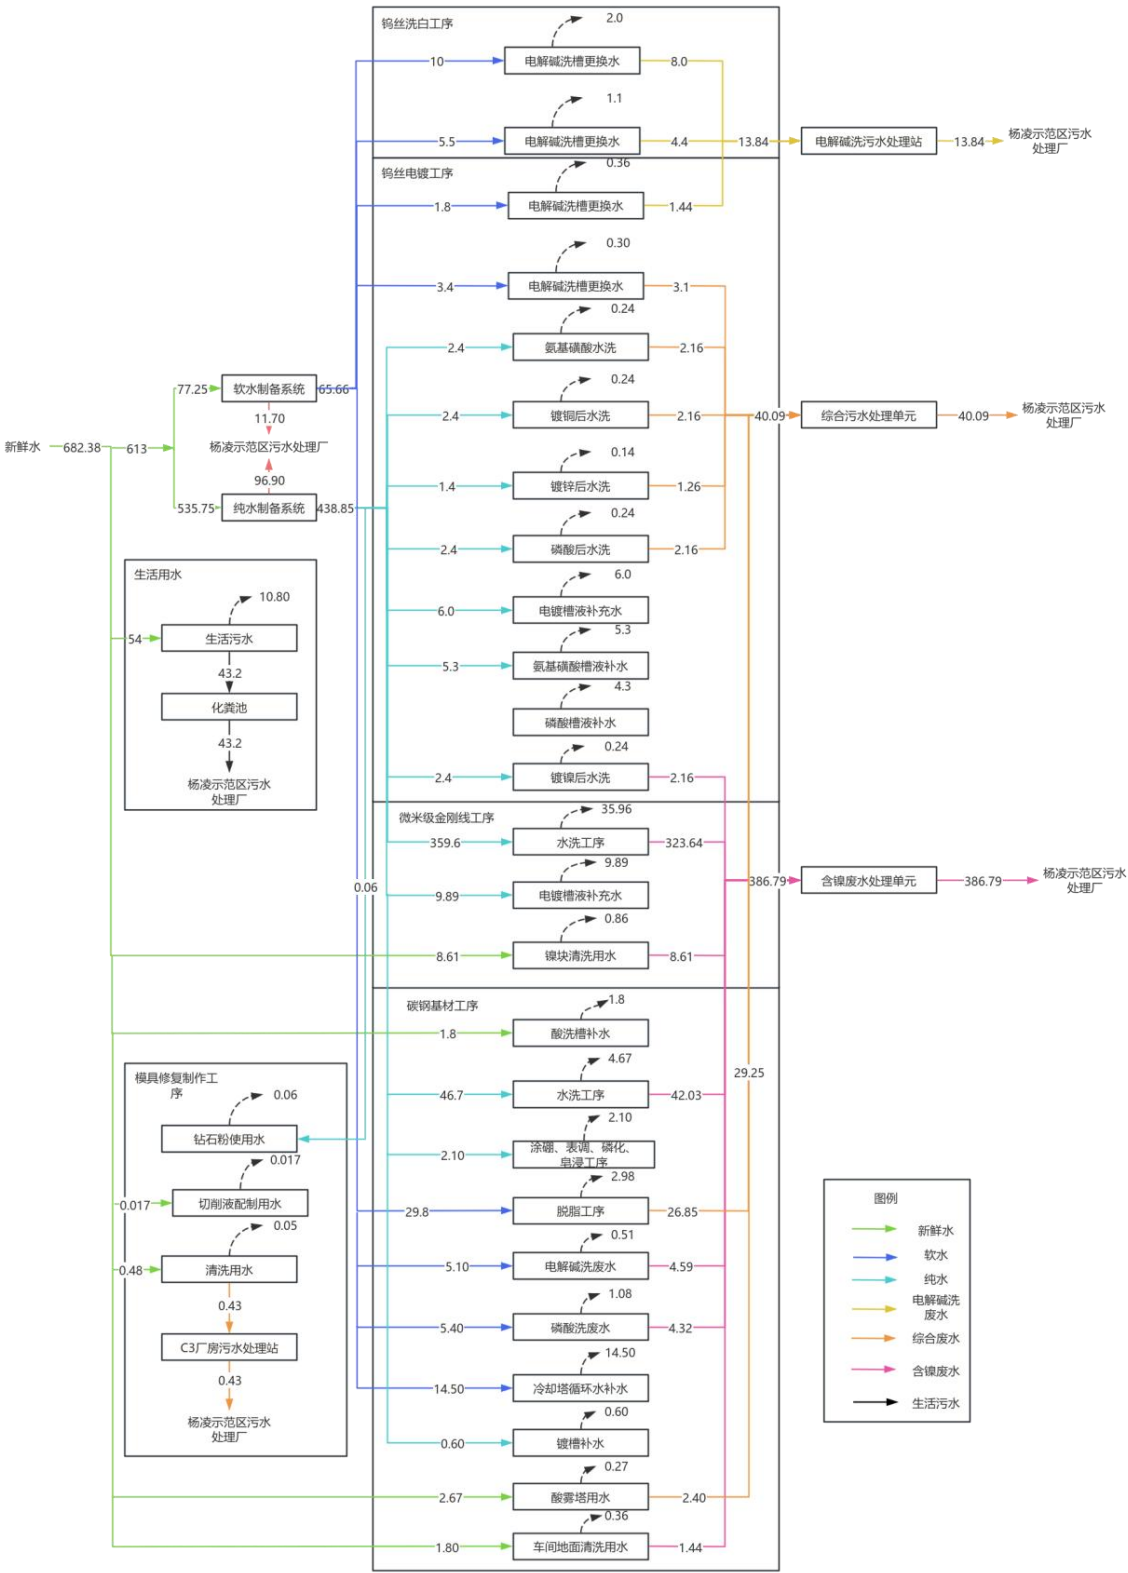 钨丝洗白工序
2.0
10
电解碱洗槽更换水
8.0
1.1
5.5
电解碱洗槽更换水
4.4
13.84
电解碱洗污水处理站
13.84
杨凌示范区污水
处理厂
钨丝电镀工序
0.36
1.8
电解碱洗槽更换水
1.44
0.30
3.4
电解碱洗槽更换水
3.1
0.24
2.4
氨基磺酸水洗
2.16
0.24
2.4
镀铜后水洗
2.16
40.09
综合污水处理单元
40.09
杨凌示范区污水
处理厂
0.14
1.4
镀锌后水洗
1.26
0.24
2.4
磷酸后水洗
2.16
6.0
6.0
电镀槽液补充水
5.3
5.3
氨基磺酸槽液补水
4.3
磷酸槽液补水
0.24
2.4
镀镍后水洗
2.16
新鲜水
682.38
613
77.25
软水制备系统
65.66
11.70
杨凌示范区污水处理厂
96.90
535.75
纯水制备系统
438.85
生活用水
10.80
54
生活污水
43.2
化粪池
43.2
杨凌示范区污水
处理厂
微米级金刚线工序
35.96
359.6
水洗工序
323.64
9.89
9.89
电镀槽液补充水
0.06
386.79
含镍废水处理单元
386.79
杨凌示范区污水
处理厂
0.86
8.61
镍块清洗用水
8.61
碳钢基材工序
1.8
1.8
酸洗槽补水
4.67
46.7
水洗工序
42.03
29.25
2.10
2.10
涂硼、表调、磷化、
皂浸工序
2.98
29.8
脱脂工序
26.85
0.51
5.10
电解碱洗废水
4.59
1.08
5.40
磷酸洗废水
4.32
14.50
14.50
冷却塔循环水补水
0.60
0.60
镀槽补水
0.27
2.67
酸雾塔用水
2.40
0.36
1.80
车间地面清洗用水
1.44
模具修复制作工
序
0.06
钻石粉使用水
0.017
0.017
切削液配制用水
0.05
0.48
清洗用水
0.43
C3厂房污水处理站
0.43
杨凌示范区污水
处理厂
图例
新鲜水
软水
纯水
电解碱洗
废水
综合废水
含镍废水
生活污水